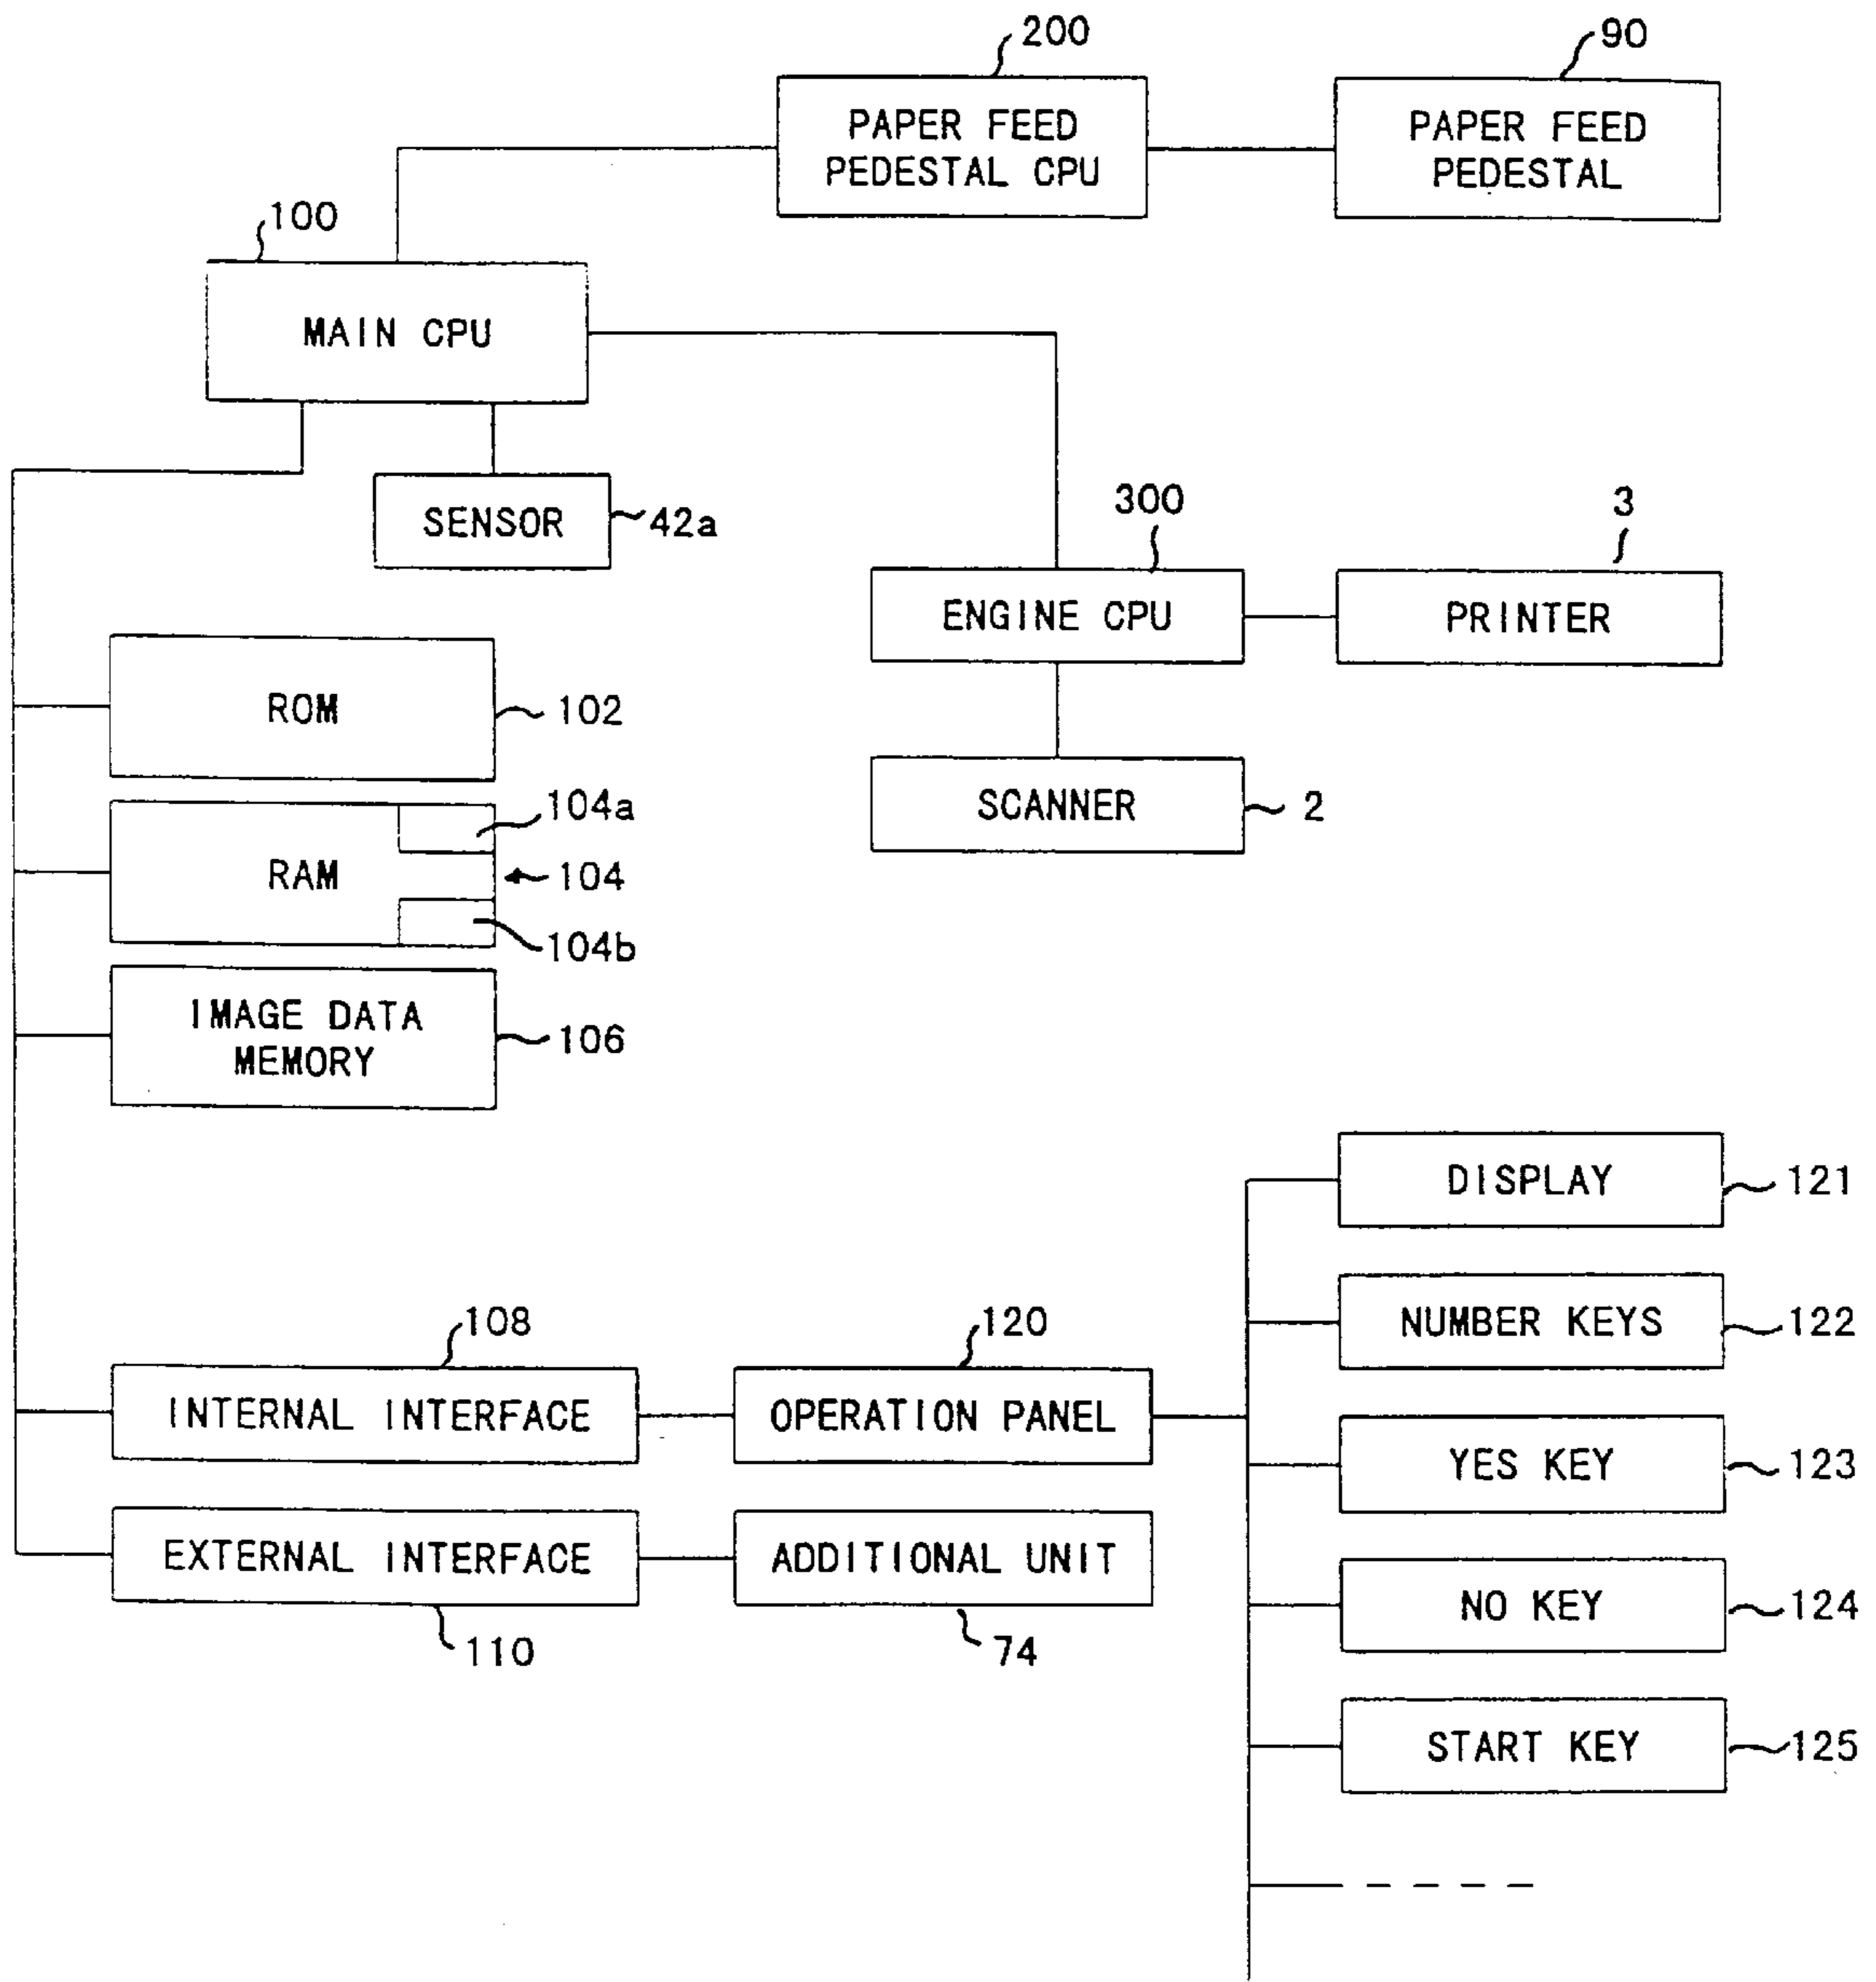 200
90
PAPER FEED
PEDESTAL CPU
PAPER FEED
PEDESTAL
100
MAIN CPU
SENSOR
42a
300
3
ENGINE CPU
PRINTER
ROM
102
SCANNER
2
104a
RAM
104
104b
IMAGE DATA
MEMORY
106
DISPLAY
121
NUMBER KEYS
122
108
120
INTERNAL INTERFACE
OPERATION PANEL
YES KEY
123
EXTERNAL INTERFACE
ADDITIONAL UNIT
NO KEY
124
110
74
START KEY
125